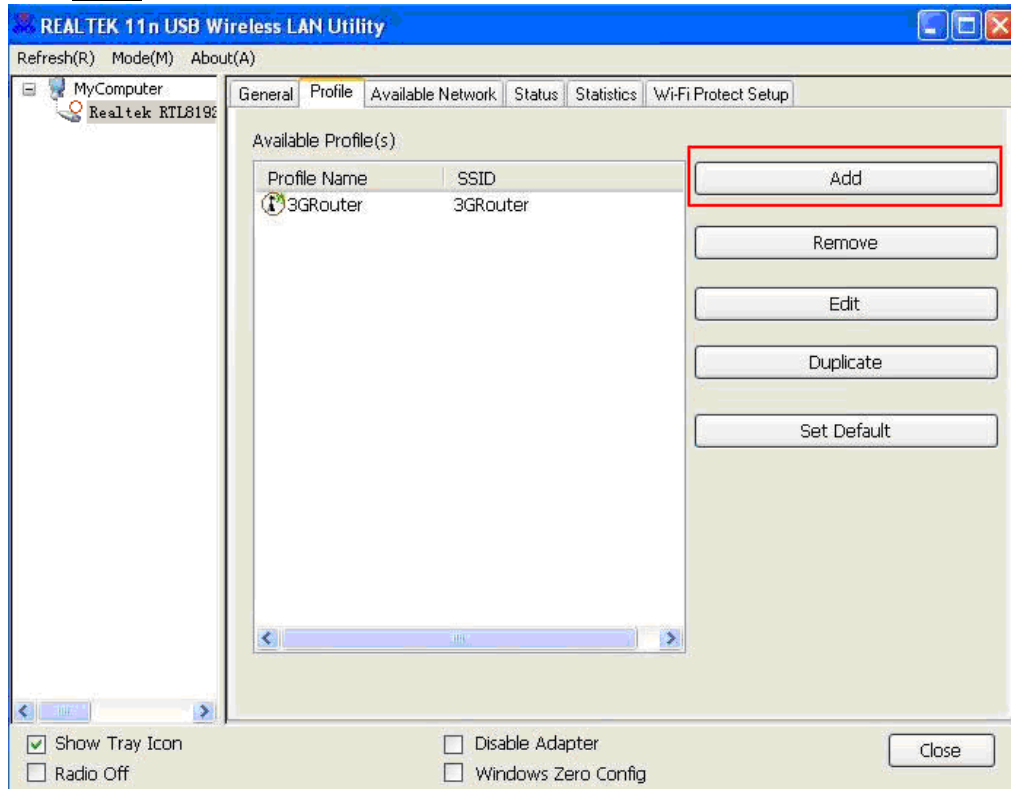 REALTEK 11n USB Wireless LAN Utility
Refresh(R) Mode(M) About(A)
MyComputer
Realtek RTL8192
General Profile Available Network Status Statistics Wi-Fi Protect Setup
Available Profile(s)
Profile Name SSID
3GRouter 3GRouter
Add
Remove
Edit
Duplicate
Set Default
Show Tray Icon
Radio Off
Disable Adapter
Windows Zero Config
Close